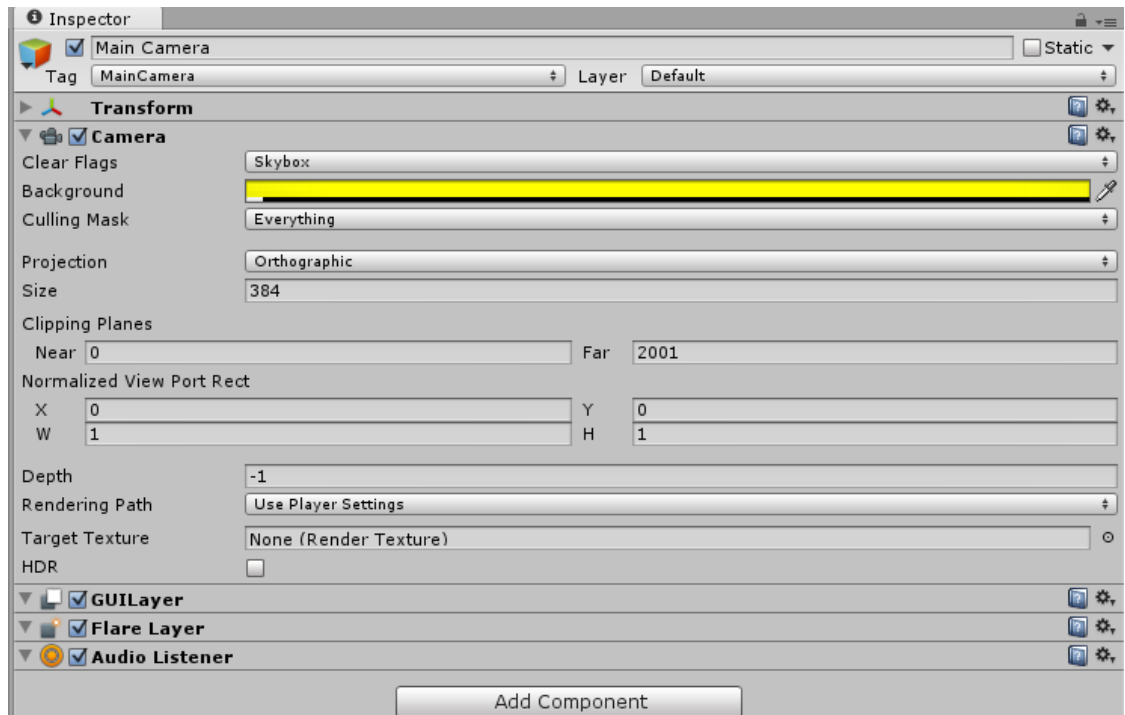 Inspector
Main Camera Static
Tag MainCamera Layer Default
Transform
Camera
Clear Flags Skybox
Background
Culling Mask Everything
Projection Orthographic
Size 384
Clipping Planes
Near 0 Far 2001
Normalized View Port Rect
X 0 Y 0
W 1 H 1
Depth -1
Rendering Path Use Player Settings
Target Texture None (Render Texture)
HDR
GUILayer
Flare Layer
Audio Listener
Add Component